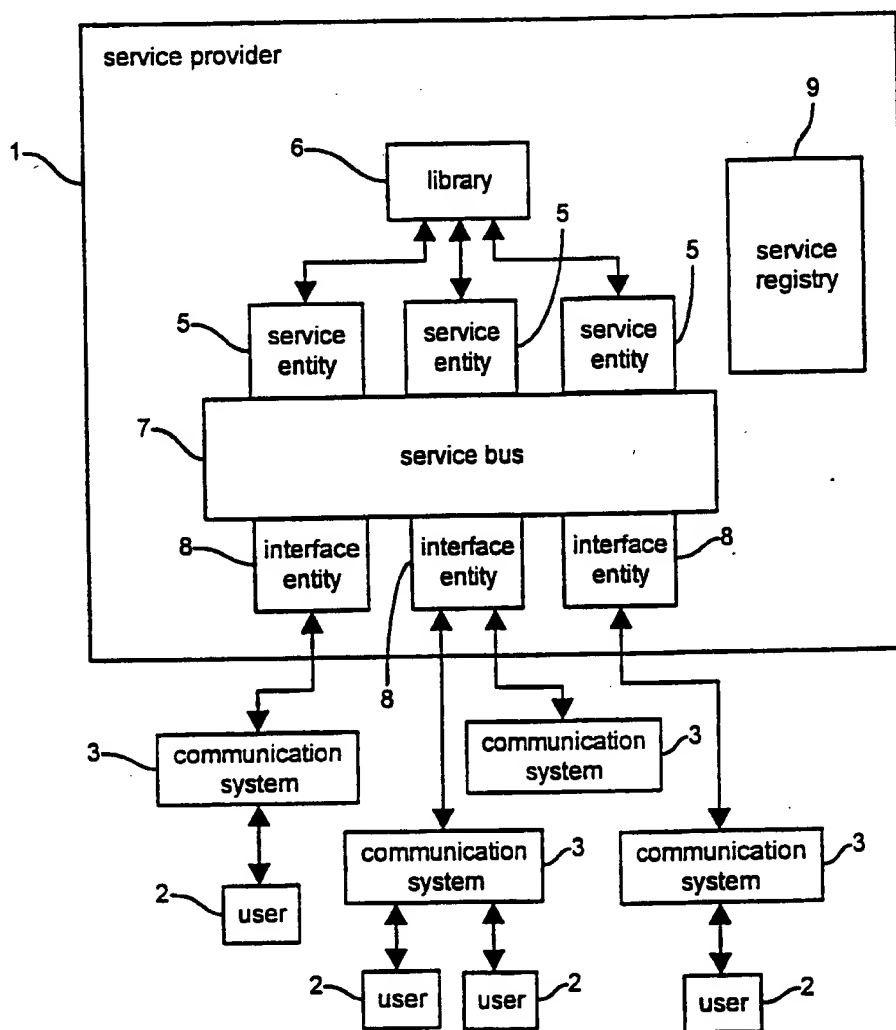 service provider
9
1
6
library
5
5
service
registry
5
service
entity
service
entity
service
entity
7
service bus
8
interface
entity
interface
entity
interface
entity
8
8
3
communication
system
communication
system
3
communication
system
3
communication
system
3
2
user
2
user
user
2
user
2